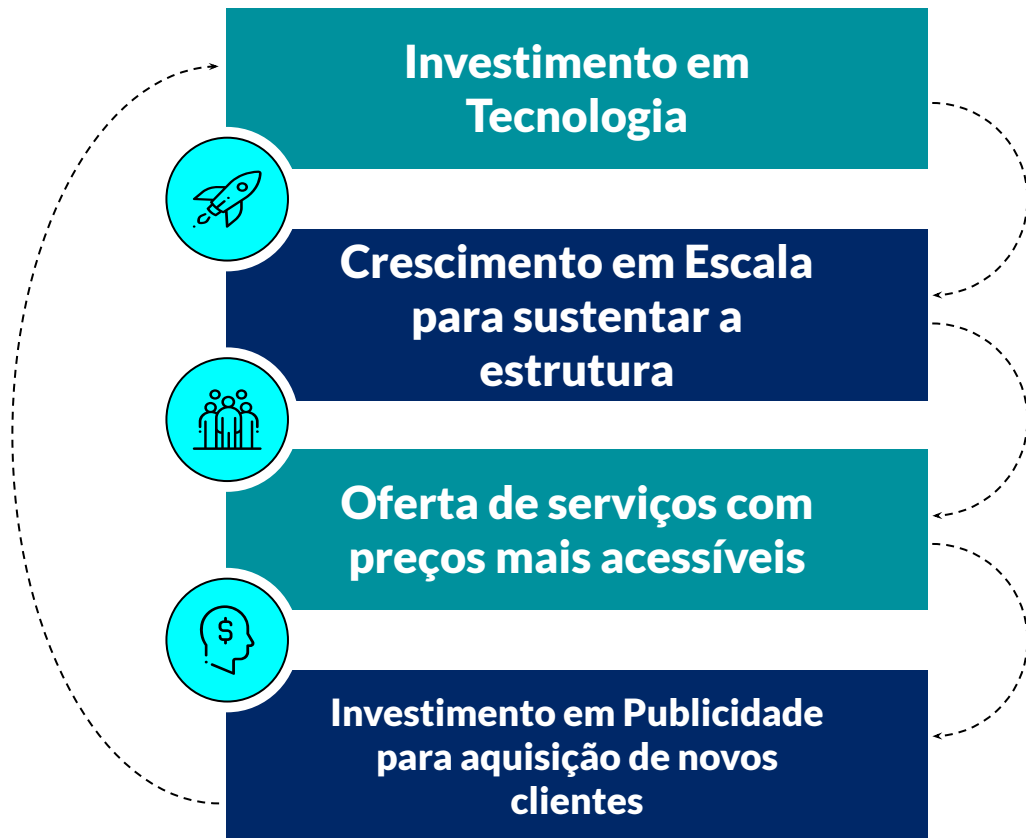 Investimento em
Tecnologia
Crescimento em Escala
para sustentar a
estrutura
Oferta de serviços com
preços mais acessíveis
$
Investimento em Publicidade
para aquisição de novos
clientes